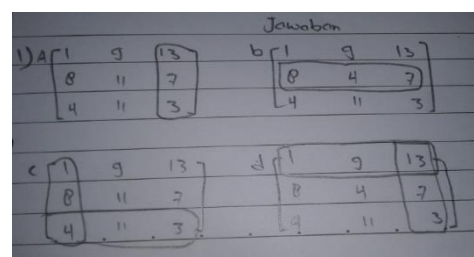 Jawaban
1) A [1 9 13] b [1 9 13]
[8 11 7] [8 4 7]
[4 11 3] [4 11 3]
c [1 9 13] d [1 9 13]
[8 11 7] [8 4 7]
[4 11 3] [4 11 3]